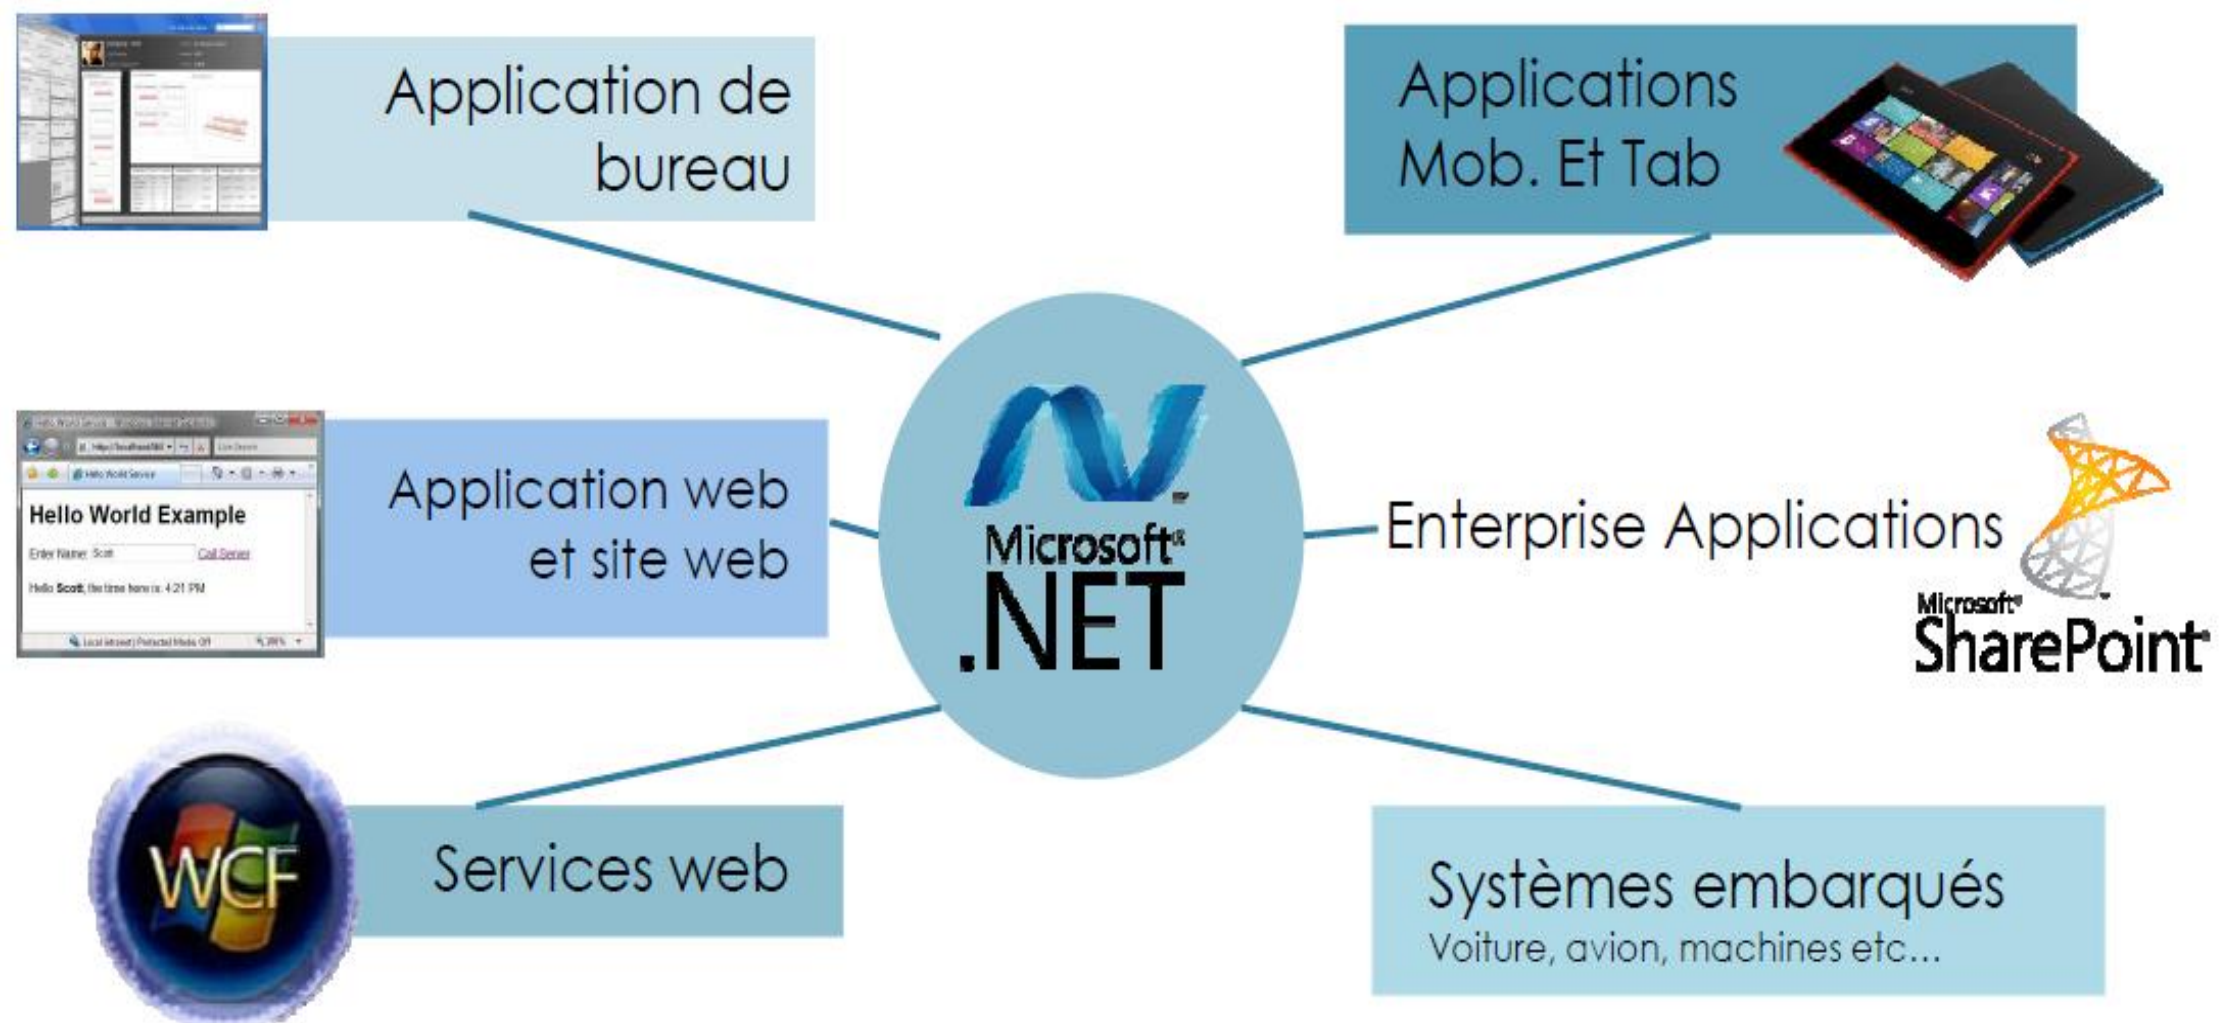 Application de
bureau
Applications
Mob. Et Tab
Hello World Example
Enter Name: Scott Call Server
Hello Scott, the time here is: 4:21 PM
Application web
et site web
Microsoft®
.NET
Enterprise Applications
Microsoft®
SharePoint
WCF
Services web
Systèmes embarqués
Voiture, avion, machines etc...